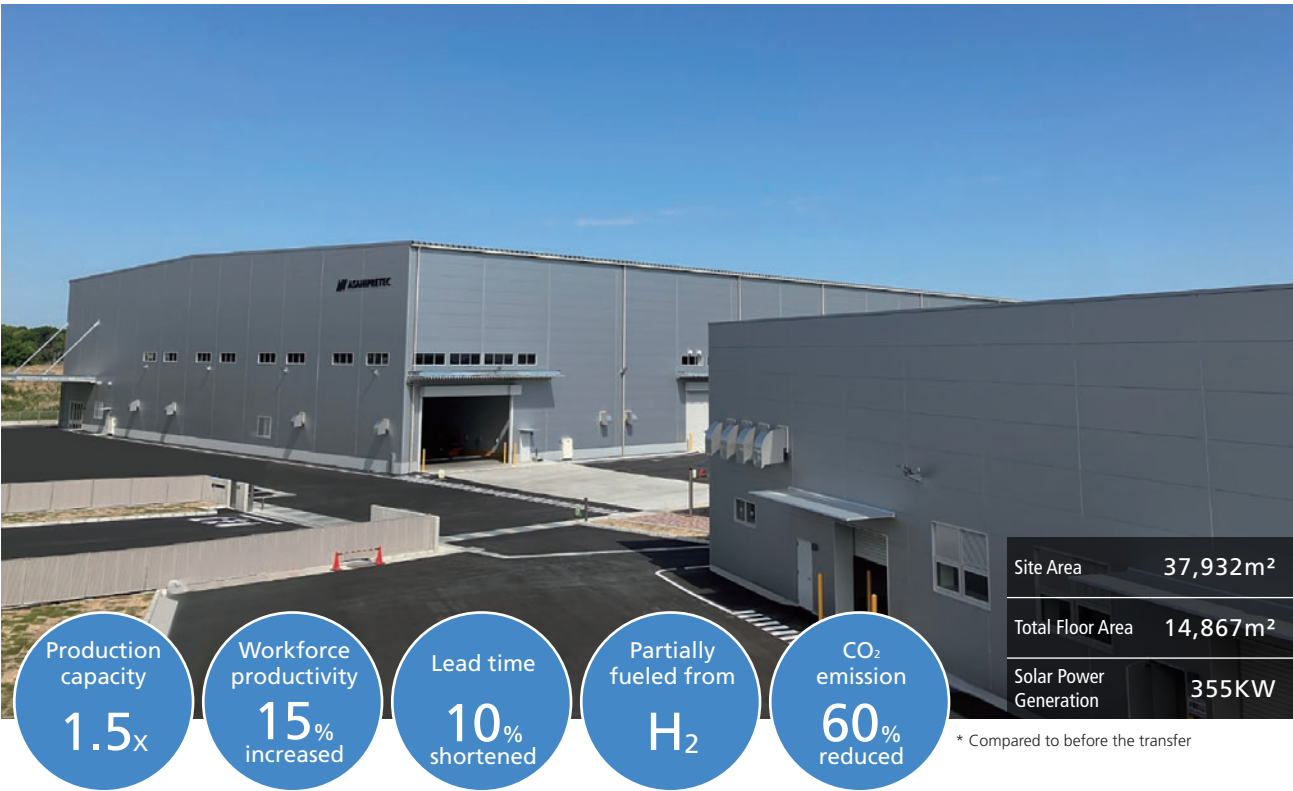 ASAHIPRETEC
Site Area 37,932m²
Total Floor Area 14,867m²
Solar Power
Generation 355KW
Production
capacity
1.5x
Workforce
productivity
15%
increased
Lead time
10%
shortened
Partially
fueled from
H₂
CO₂
emission
60%
reduced
* Compared to before the transfer